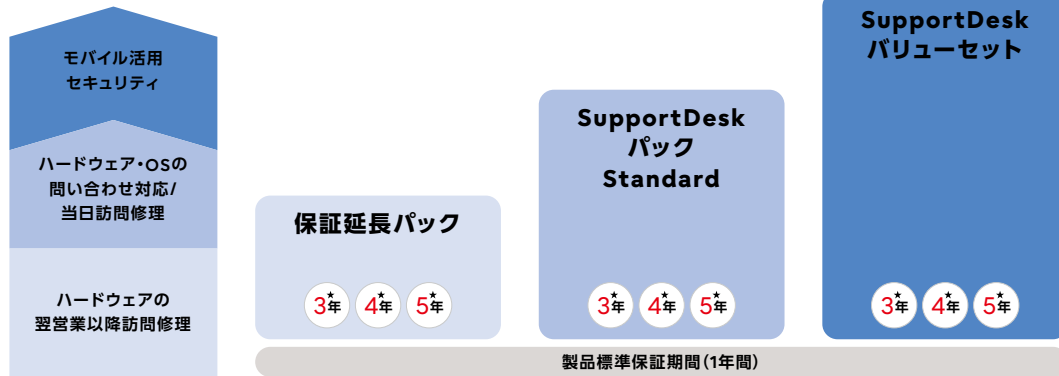 モバイル活用
セキュリティ
ハードウェア・OSの
問い合わせ対応/
当日訪問修理
ハードウェアの
翌営業以降訪問修理
保証延長パック
3年★ 4年★ 5年★
SupportDesk
パック
Standard
3年★ 4年★ 5年★
SupportDesk
バリューセット
3年★ 4年★ 5年★
製品標準保証期間(1年間)